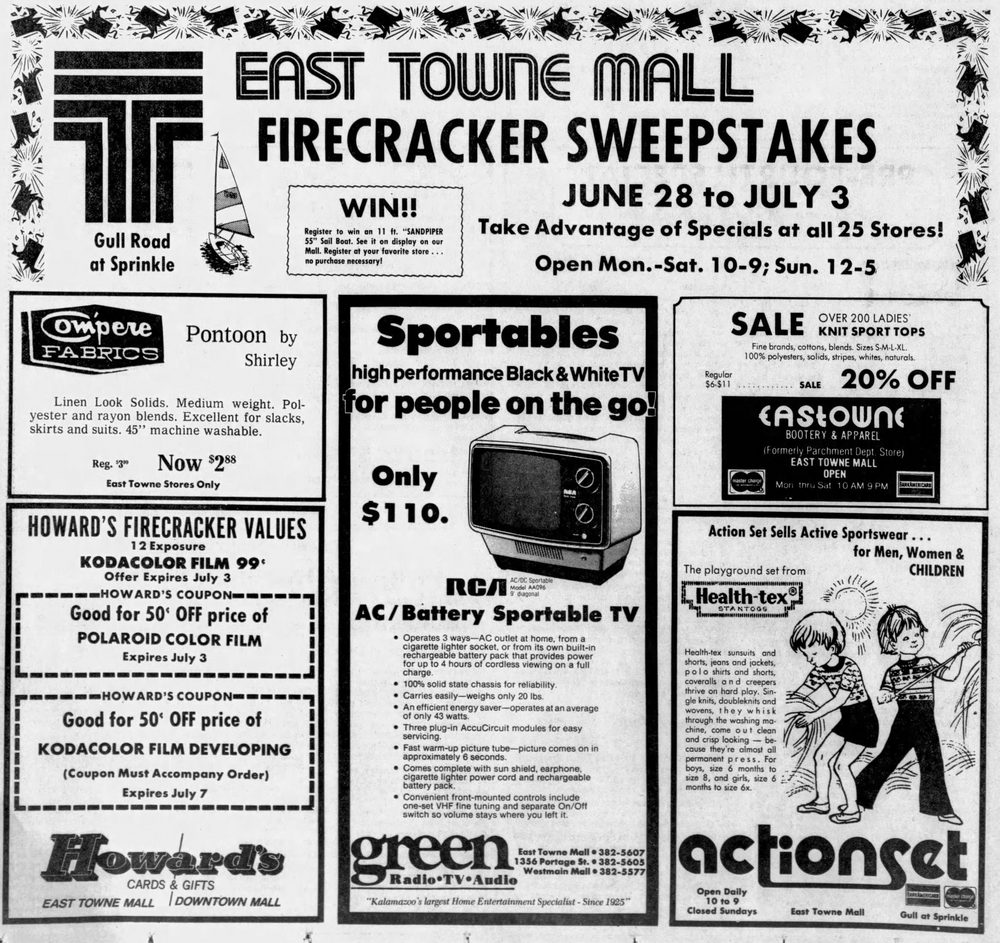 EAST TOWNE MALL
FIRECRACKER SWEEPSTAKES
Gull Road
at Sprinkle
WIN!!
Register to win an 11 ft. "SANDPIPER
55" Sail Boat. See it on display on our
Mall. Register at your favorite store . . .
no purchase necessary!
JUNE 28 to JULY 3
Take Advantage of Specials at all 25 Stores!
Open Mon.-Sat. 10-9; Sun. 12-5
Compere
FABRICS
Pontoon by
Shirley
Linen Look Solids. Medium weight. Pol-
yester and rayon blends. Excellent for slacks,
skirts and suits. 45" machine washable.
Reg. $3⁹⁹ Now $2⁸⁸
East Towne Stores Only
HOWARD'S FIRECRACKER VALUES
12 Exposure
KODACOLOR FILM 99¢
Offer Expires July 3
HOWARD'S COUPON
Good for 50¢ OFF price of
POLAROID COLOR FILM
Expires July 3
HOWARD'S COUPON
Good for 50¢ OFF price of
KODACOLOR FILM DEVELOPING
(Coupon Must Accompany Order)
Expires July 7
Howard's
CARDS & GIFTS
EAST TOWNE MALL DOWNTOWN MALL
Sportables
high performance Black & White TV
for people on the go!
Only
$110.
RCA
RCA
AC/DC Sportable
Model AA096
9" diagonal
AC/Battery Sportable TV
• Operates 3 ways—AC outlet at home, from a
cigarette lighter socket, or from its own built-in
rechargeable battery pack that provides power
for up to 4 hours of cordless viewing on a full
charge.
• 100% solid state chassis for reliability.
• Carries easily—weighs only 20 lbs.
• An efficient energy saver—operates at an average
of only 43 watts.
• Three plug-in AccuCircuit modules for easy
servicing.
• Fast warm-up picture tube—picture comes on in
approximately 6 seconds.
• Comes complete with sun shield, earphone,
cigarette lighter power cord and rechargeable
battery pack.
• Convenient front-mounted controls include
one-set VHF fine tuning and separate On/Off
switch so volume stays where you left it.
green
Radio•TV•Audio
East Towne Mall • 382-5607
1356 Portage St. • 382-5605
Westmain Mall • 382-5577
"Kalamazoo's largest Home Entertainment Specialist - Since 1925"
SALE OVER 200 LADIES'
KNIT SPORT TOPS
Fine brands, cottons, blends. Sizes S-M-L-XL.
100% polyesters, solids, stripes, whites, naturals.
Regular
$6-$11 ............ SALE 20% OFF
EASTOWNE
BOOTERY & APPAREL
(Formerly Parchment Dept. Store)
EAST TOWNE MALL
OPEN
Mon. thru Sat. 10 AM 9 PM
master charge
BANKAMERICARD
Action Set Sells Active Sportswear . . .
for Men, Women &
CHILDREN
The playground set from
Health-tex®
STANTOGS
Health-tex sunsuits and
shorts, jeans and jackets,
polo shirts and shorts,
coveralls and creepers
thrive on hard play. Sin-
gle knits, doubleknits and
wovens, they whisk
through the washing ma-
chine, come out clean
and crisp looking — be-
cause they're almost all
permanent press. For
boys, size 6 months to
size 8, and girls, size 6
months to size 6x.
actionset
Open Daily
10 to 9
Closed Sundays
East Towne Mall
BANKAMERICARD
master charge
Gull at Sprinkle